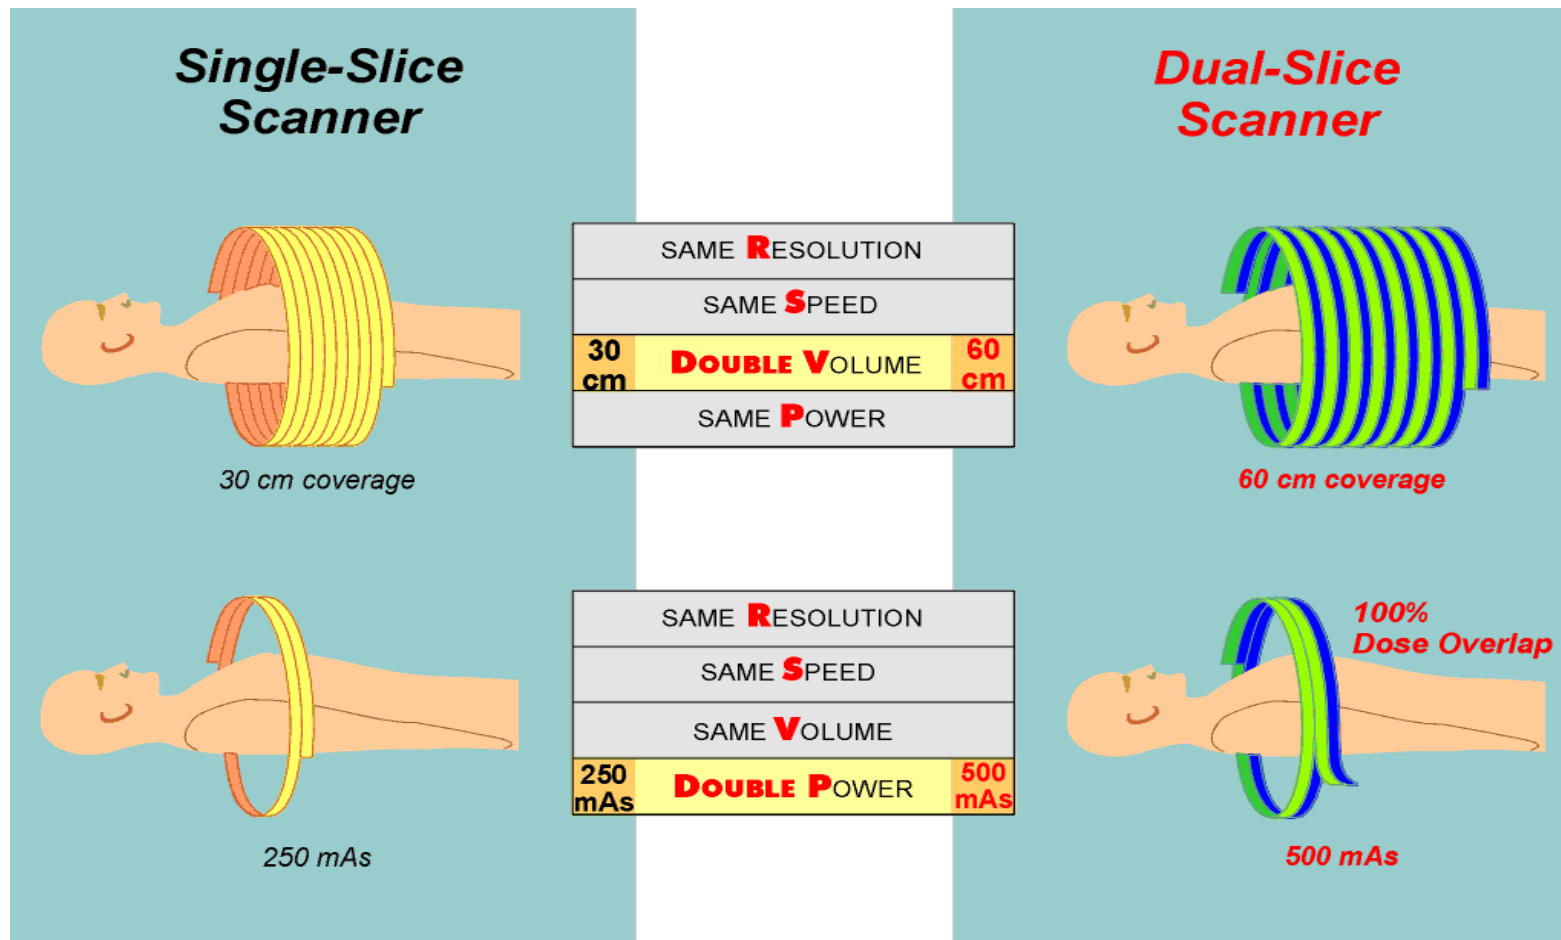 Single-Slice
Scanner
Dual-Slice
Scanner
SAME RESOLUTION
SAME SPEED
30
cm
DOUBLE VOLUME
60
cm
SAME POWER
30 cm coverage
60 cm coverage
SAME RESOLUTION
SAME SPEED
SAME VOLUME
250
mAs
DOUBLE POWER
500
mAs
100%
Dose Overlap
250 mAs
500 mAs